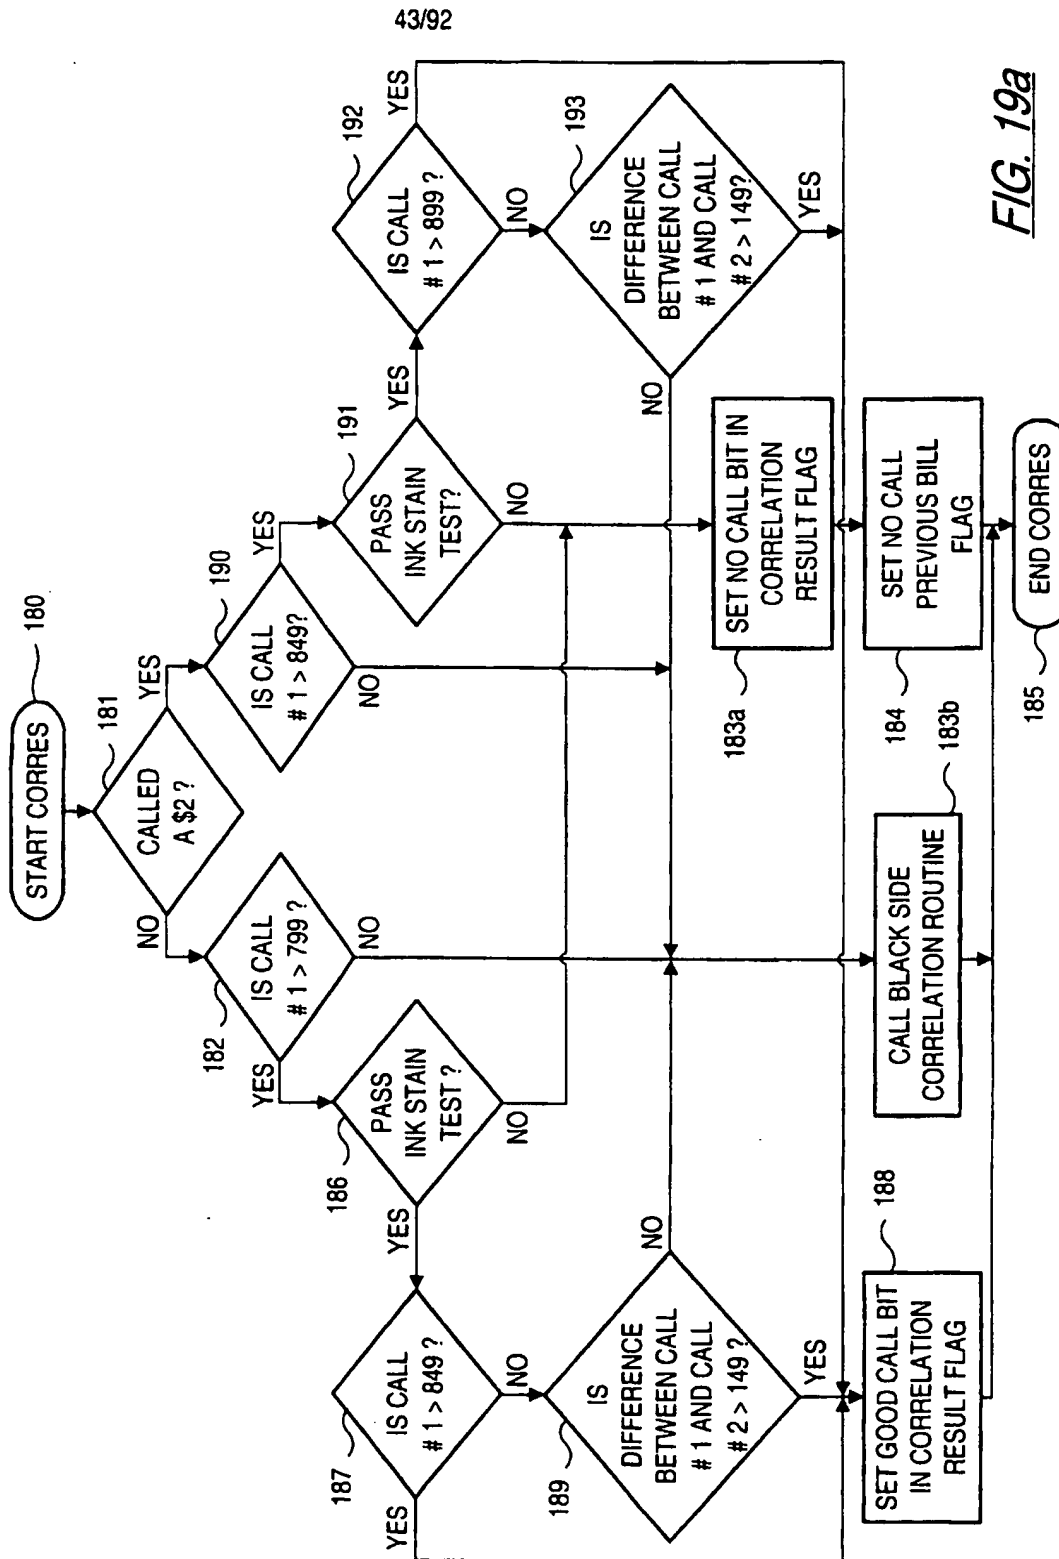 43/92
START CORRES
180
CALLED
A $2 ?
181
NO
YES
IS CALL
# 1 > 799 ?
182
YES
NO
IS CALL
# 1 > 849?
190
YES
NO
PASS
INK STAIN
TEST ?
186
YES
NO
PASS
INK STAIN
TEST?
191
YES
NO
IS CALL
# 1 > 849 ?
187
YES
NO
IS CALL
# 1 > 899 ?
192
YES
NO
IS
DIFFERENCE
BETWEEN CALL
# 1 AND CALL
# 2 > 149 ?
189
NO
YES
IS
DIFFERENCE
BETWEEN CALL
# 1 AND CALL
# 2 > 149?
193
NO
YES
SET NO CALL BIT IN
CORRELATION
RESULT FLAG
183a
SET GOOD CALL BIT
IN CORRELATION
RESULT FLAG
188
CALL BLACK SIDE
CORRELATION ROUTINE
183b
SET NO CALL
PREVIOUS BILL
FLAG
184
END CORRES
185
FIG. 19a